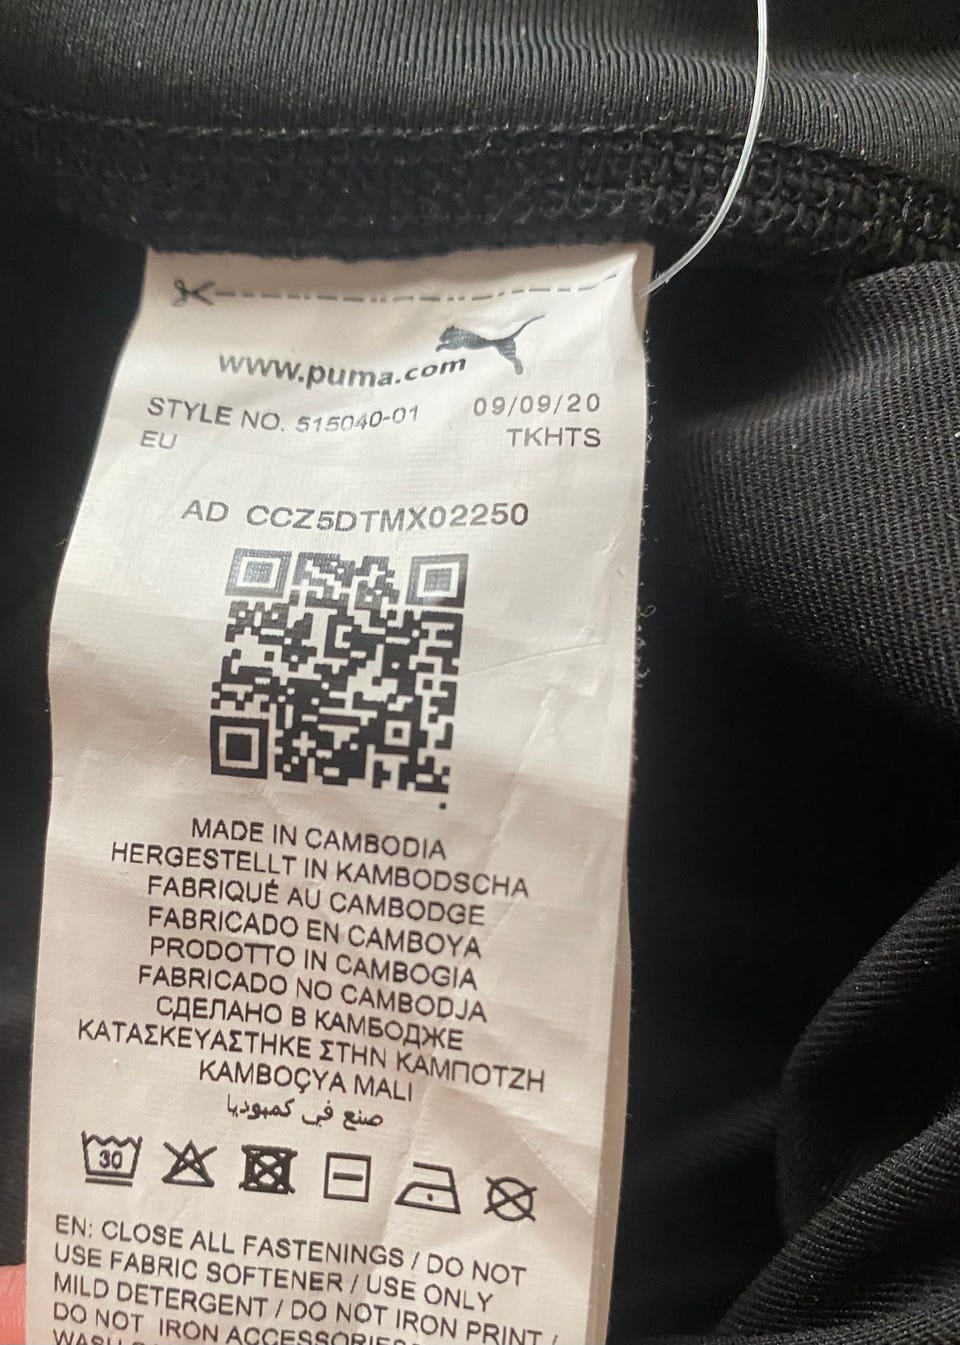 www.puma.com
STYLE NO. 515040-01 09/09/20
EU TKHTS
AD CCZ5DTMX02250
MADE IN CAMBODIA
HERGESTELLT IN KAMBODSCHA
FABRIQUÉ AU CAMBODGE
FABRICADO EN CAMBOYA
PRODOTTO IN CAMBOGIA
FABRICADO NO CAMBODJA
СДЕЛАНО В КАМБОДЖЕ
ΚΑΤΑΣΚΕΥΑΣΤΗΚΕ ΣΤΗΝ ΚΑΜΠΟΤΖΗ
KAMBOÇYA MALI
صنع في كمبوديا
30
EN: CLOSE ALL FASTENINGS / DO NOT
USE FABRIC SOFTENER / USE ONLY
MILD DETERGENT / DO NOT IRON PRINT /
DO NOT IRON ACCESSORIES
WASH